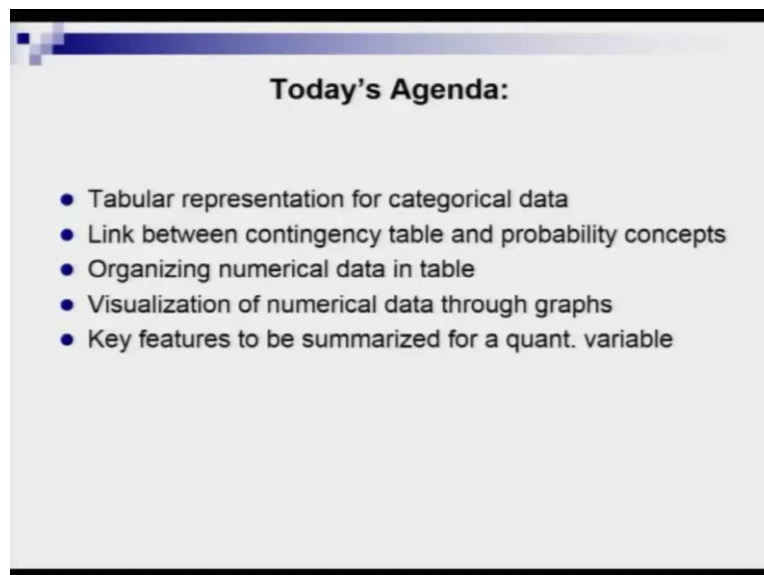 Today's Agenda:
Tabular representation for categorical data
Link between contingency table and probability concepts
Organizing numerical data in table
Visualization of numerical data through graphs
Key features to be summarized for a quant. variable